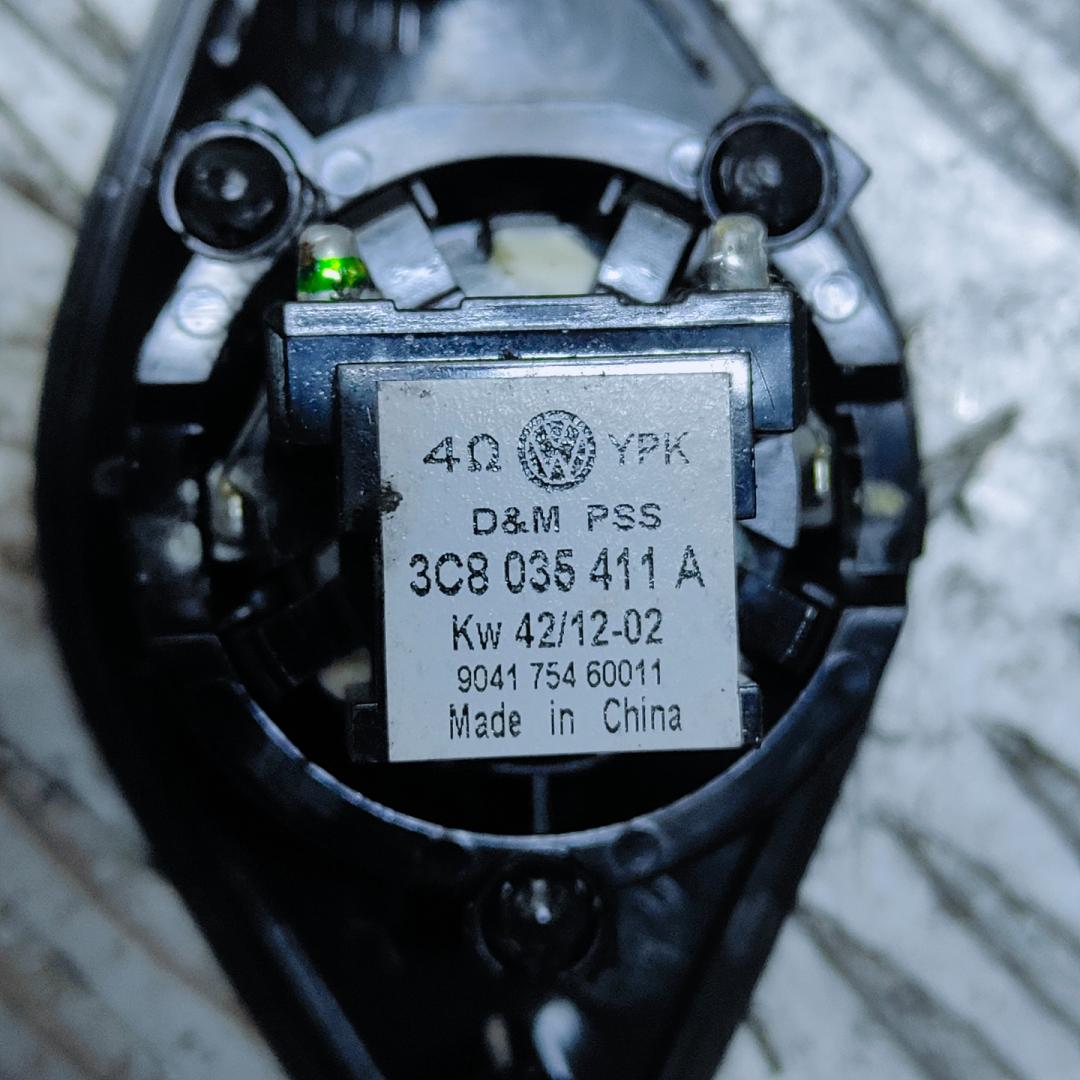 4Ω YPK
D&M PSS
3C8 035 411 A
Kw 42/12-02
9041 754 60011
Made in China